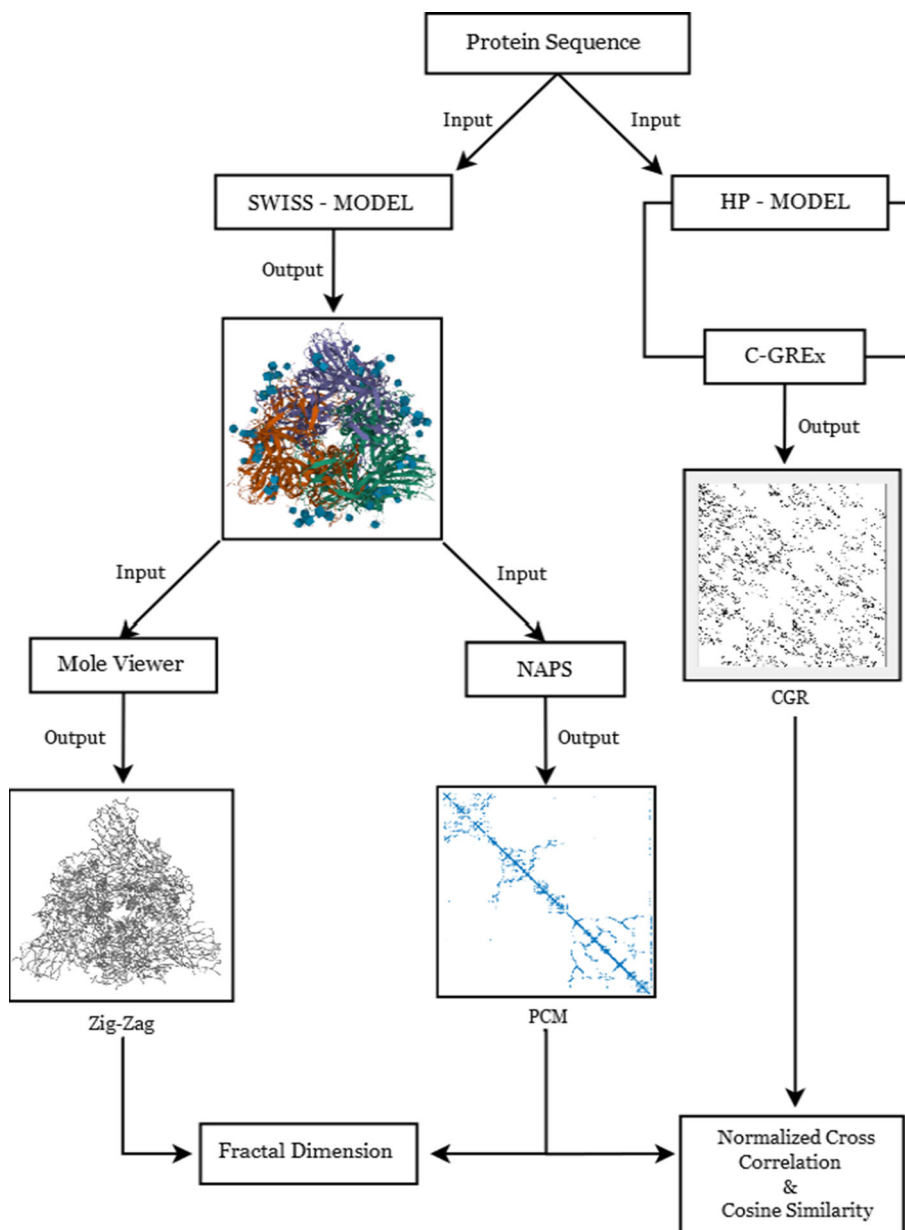 Protein Sequence
Input
Input
SWISS - MODEL
HP - MODEL
Output
C-GREx
Output
Input
Input
Mole Viewer
NAPS
CGR
Output
Output
Zig-Zag
PCM
Fractal Dimension
Normalized Cross
Correlation
&
Cosine Similarity